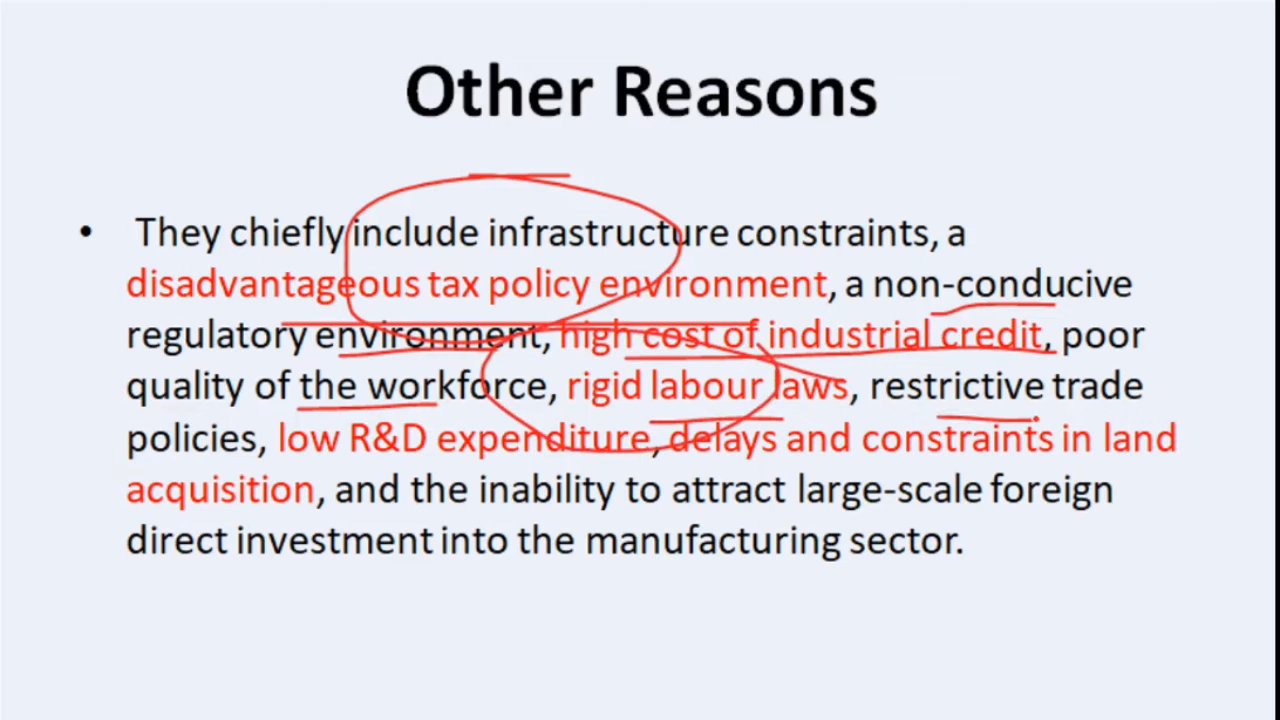 Other Reasons
• They chiefly include infrastructure constraints, a
disadvantageous tax policy environment, a non-conducive
regulatory environment, high cost of industrial credit, poor
quality of the workforce, rigid labour laws, restrictive trade
policies, low R&D expenditure, delays and constraints in land
acquisition, and the inability to attract large-scale foreign
direct investment into the manufacturing sector.